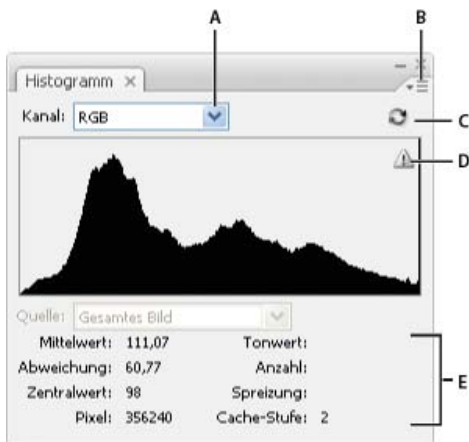 A
B
Histogramm
Kanal: RGB
C
D
Quelle: Gesamtes Bild
Mittelwert: 111,07 Tonwert:
Abweichung: 60,77 Anzahl:
E
Zentralwert: 98 Spreizung:
Pixel: 356240 Cache-Stufe: 2